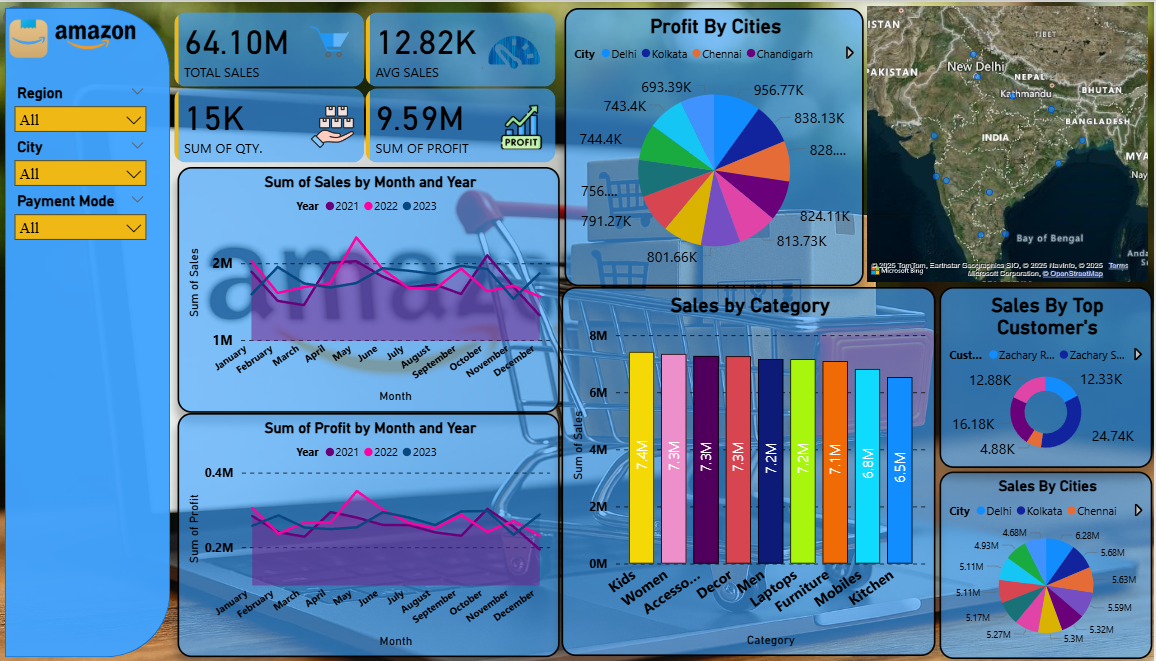 amazon
Region
All
City
All
Payment Mode
All
64.10M
TOTAL SALES
12.82K
AVG SALES
15K
SUM OF QTY.
9.59M
SUM OF PROFIT
PROFIT
Sum of Sales by Month and Year
Year 2021 2022 2023
Sum of Sales
2M
1M
January
February
March
April
May
June
July
August
September
October
November
December
Month
Sum of Profit by Month and Year
Year 2021 2022 2023
Sum of Profit
0.4M
0.2M
January
February
March
April
May
June
July
August
September
October
November
December
Month
Profit By Cities
City Delhi Kolkata Chennai Chandigarh
693.39K
956.77K
743.4K
838.13K
744.4K
828....
756....
824.11K
791.27K
813.73K
801.66K
ISTAN
TIBET
New Delhi
PAKISTAN
NEPAL
Kathmandu
BHUTAN
BANGLADESH
INDIA
MYA
Nay
Bay of Bengal
Anda
Se
© 2025 TomTom, Earthstar Geographics SIO, © 2025 NavInfo, © 2025 Terms
Microsoft Bing
Microsoft Corporation, © OpenStreetMap
Sales by Category
Sum of Sales
8M
6M
4M
2M
0M
7.4M
7.3M
7.3M
7.3M
7.2M
7.2M
7.1M
6.8M
6.5M
Kids
Women
Accesso...
Decor
Men
Laptops
Furniture
Mobiles
Kitchen
Category
Sales By Top
Customer's
Cust... Zachary R... Zachary S...
12.88K
12.33K
16.18K
24.74K
4.88K
Sales By Cities
City Delhi Kolkata Chennai
4.68M
6.28M
4.93M
5.68M
5.11M
5.63M
5.11M
5.59M
5.17M
5.32M
5.27M
5.3M